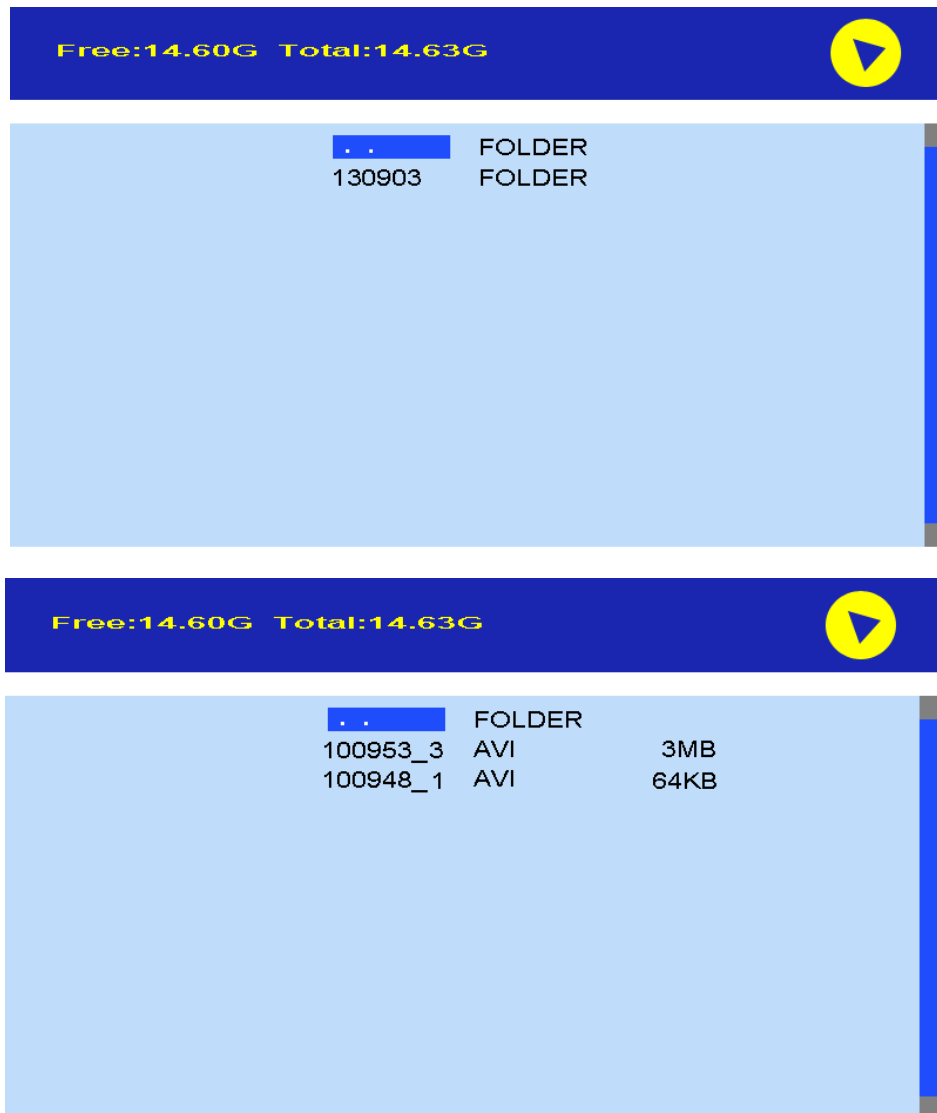 Free:14.60G Total:14.63G
. . FOLDER
130903 FOLDER
Free:14.60G Total:14.63G
. . FOLDER
100953_3 AVI 3MB
100948_1 AVI 64KB